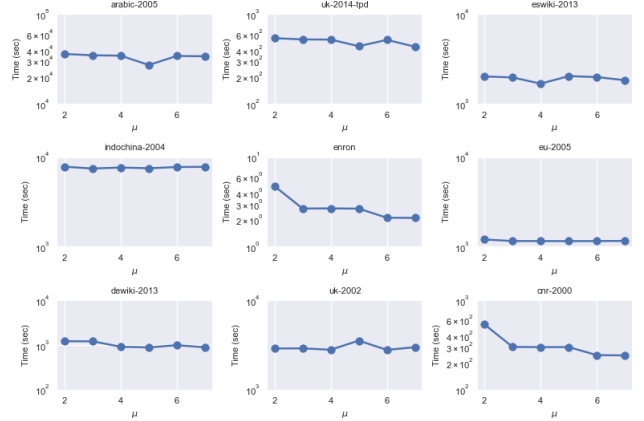 arabic-2005
Time (sec)
10^5
6 × 10^4
4 × 10^4
3 × 10^4
2 × 10^4
10^4
2 4 6
μ
uk-2014-tpd
Time (sec)
10^3
6 × 10^2
4 × 10^2
3 × 10^2
2 × 10^2
10^2
2 4 6
μ
eswiki-2013
Time (sec)
10^4
10^3
2 4 6
μ
indochina-2004
Time (sec)
10^4
10^3
2 4 6
μ
enron
Time (sec)
10^1
6 × 10^0
4 × 10^0
3 × 10^0
2 × 10^0
10^0
2 4 6
μ
eu-2005
Time (sec)
10^4
10^3
2 4 6
μ
dewiki-2013
Time (sec)
10^4
10^3
10^2
2 4 6
μ
uk-2002
Time (sec)
10^4
10^3
2 4 6
μ
cnr-2000
Time (sec)
10^3
6 × 10^2
4 × 10^2
3 × 10^2
2 × 10^2
10^2
2 4 6
μ